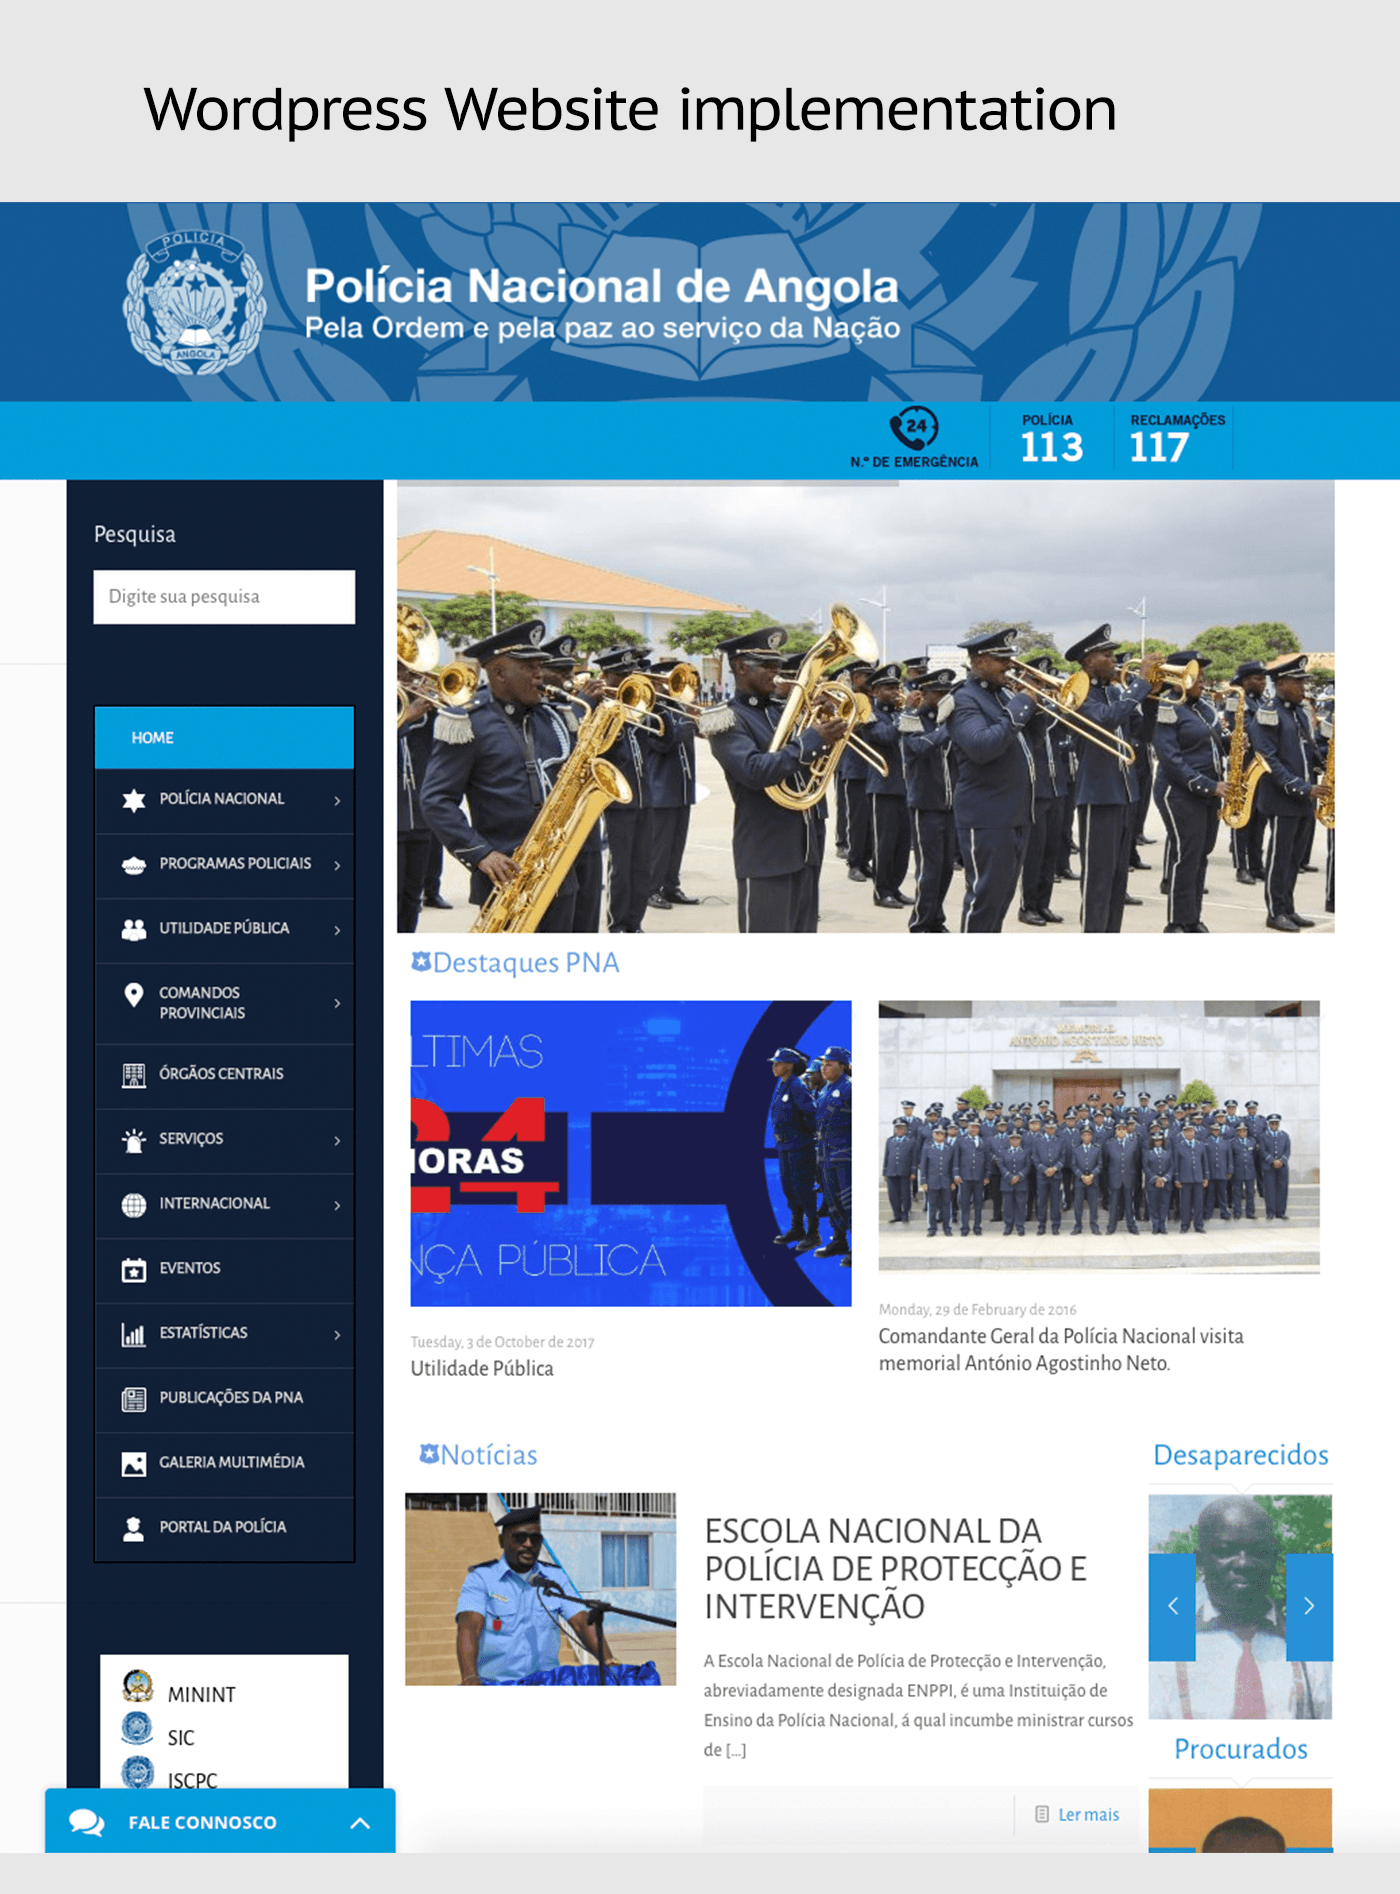 Wordpress Website implementation
POLICIA
ANGOLA
Polícia Nacional de Angola
Pela Ordem e pela paz ao serviço da Nação
24
N.º DE EMERGÊNCIA
POLÍCIA
113
RECLAMAÇÕES
117
Pesquisa
Digite sua pesquisa
HOME
POLÍCIA NACIONAL
PROGRAMAS POLICIAIS
UTILIDADE PÚBLICA
COMANDOS
PROVINCIAIS
ÓRGÃOS CENTRAIS
SERVIÇOS
INTERNACIONAL
EVENTOS
ESTATÍSTICAS
PUBLICAÇÕES DA PNA
GALERIA MULTIMÉDIA
PORTAL DA POLÍCIA
MININT
SIC
ISCPC
FALE CONNOSCO
Destaques PNA
LTIMAS
24
HORAS
NÇA PÚBLICA
Tuesday, 3 de October de 2017
Utilidade Pública
MEMORIAL
ANTÓNIO AGOSTINHO NETO
Monday, 29 de February de 2016
Comandante Geral da Polícia Nacional visita
memorial António Agostinho Neto.
Notícias
ESCOLA NACIONAL DA
POLÍCIA DE PROTECÇÃO E
INTERVENÇÃO
A Escola Nacional de Polícia de Protecção e Intervenção,
abreviadamente designada ENPPI, é uma Instituição de
Ensino da Polícia Nacional, á qual incumbe ministrar cursos
de [...]
Ler mais
Desaparecidos
Procurados